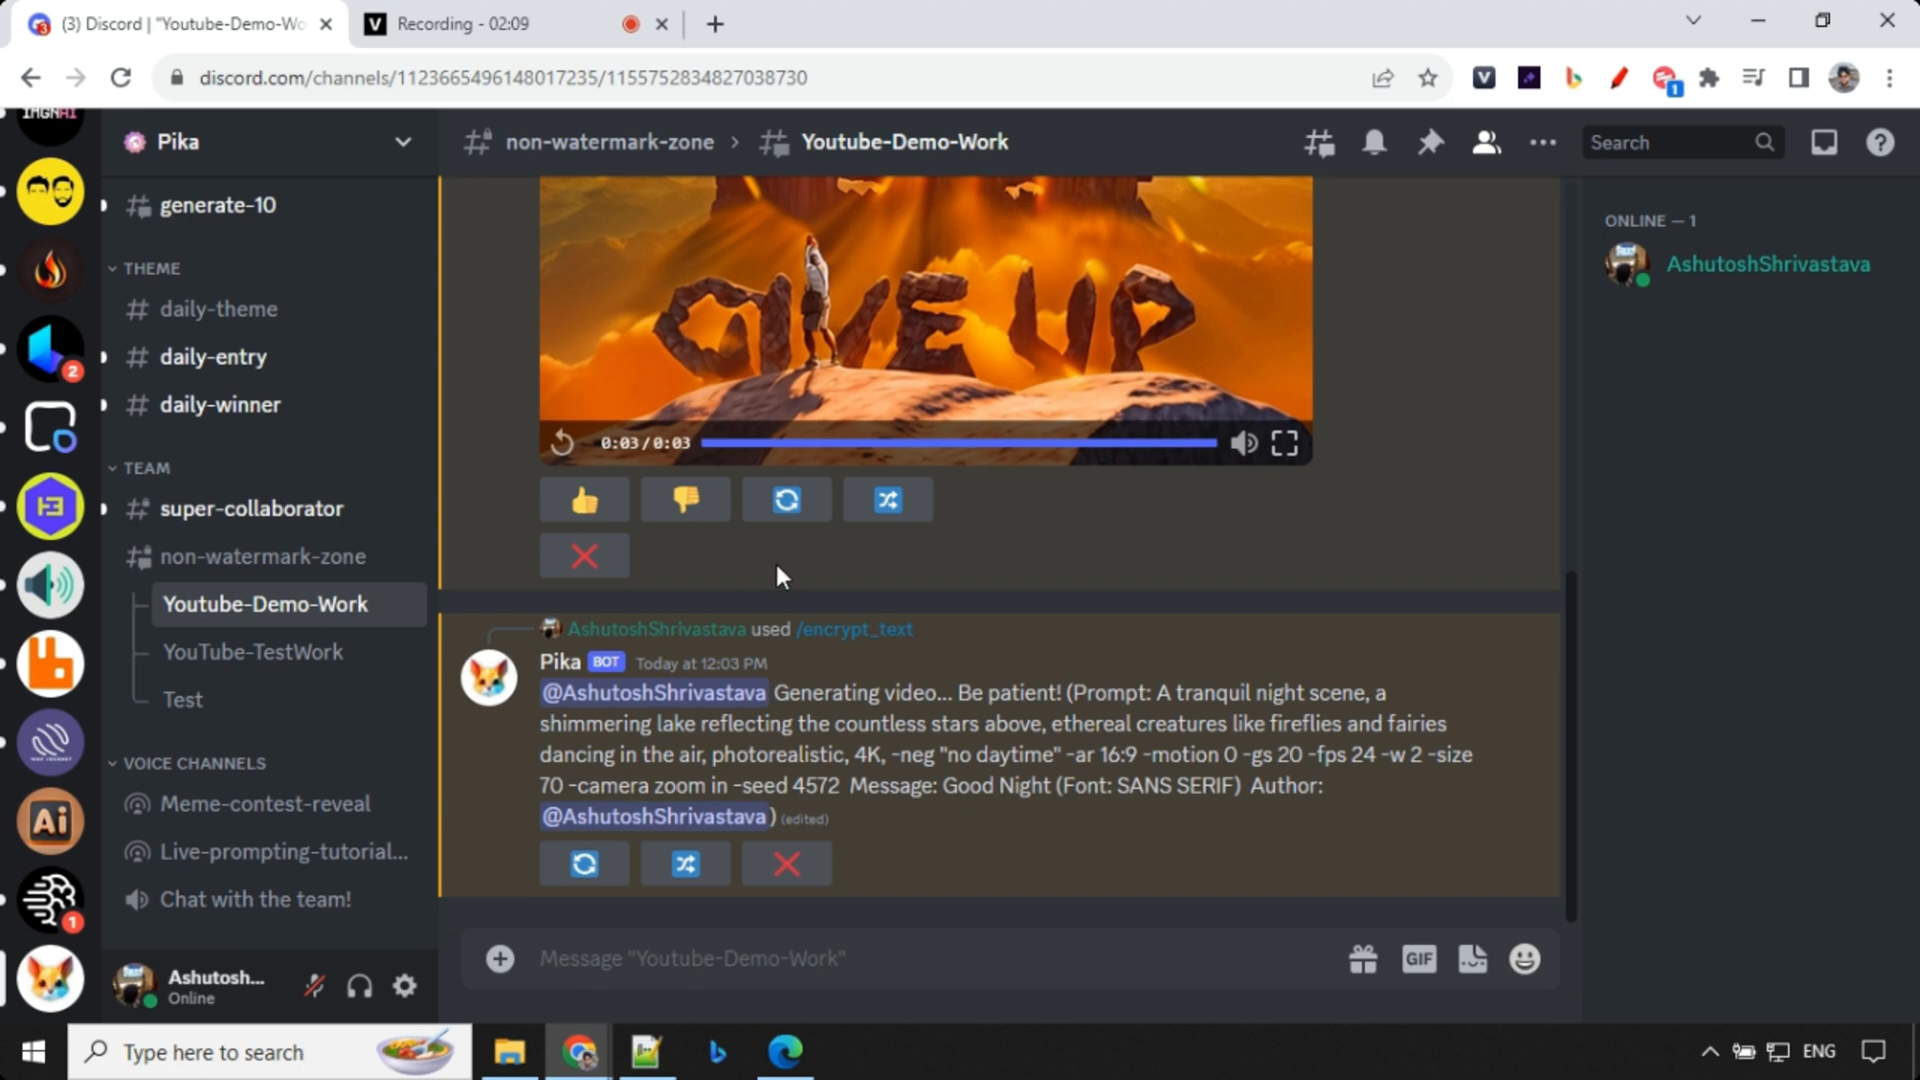 (3) Discord | "Youtube-Demo-Wo
Recording - 02:09
discord.com/channels/1123665496148017235/1155752834827038730
1
IMGNAI
Pika
non-watermark-zone > Youtube-Demo-Work
Search
generate-10
THEME
daily-theme
daily-entry
daily-winner
TEAM
super-collaborator
non-watermark-zone
Youtube-Demo-Work
YouTube-TestWork
Test
VOICE CHANNELS
Meme-contest-reveal
Live-prompting-tutorial...
Chat with the team!
2
Ai
1
Ashutosh...
Online
GIVE UP
0:03/0:03
AshutoshShrivastava used /encrypt_text
Pika BOT Today at 12:03 PM
@AshutoshShrivastava Generating video... Be patient! (Prompt: A tranquil night scene, a
shimmering lake reflecting the countless stars above, ethereal creatures like fireflies and fairies
dancing in the air, photorealistic, 4K, -neg "no daytime" -ar 16:9 -motion 0 -gs 20 -fps 24 -w 2 -size
70 -camera zoom in -seed 4572 Message: Good Night (Font: SANS SERIF) Author:
@AshutoshShrivastava) (edited)
Message "Youtube-Demo-Work"
GIF
ONLINE — 1
AshutoshShrivastava
Type here to search
ENG